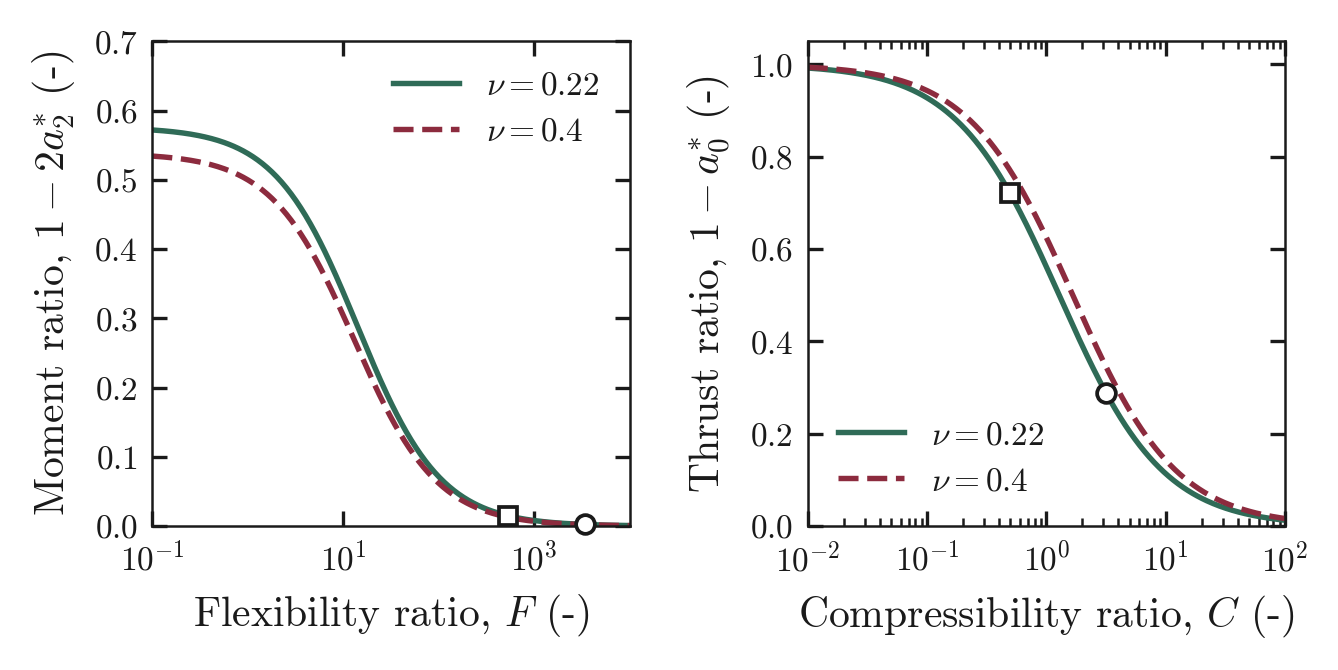 Moment ratio, 1 − 2a₂* (-)
0.7
0.6
0.5
0.4
0.3
0.2
0.1
0.0
ν = 0.22
ν = 0.4
10⁻¹
10¹
10³
Flexibility ratio, F (-)
Thrust ratio, 1 − a₀* (-)
1.0
0.8
0.6
0.4
0.2
0.0
ν = 0.22
ν = 0.4
10⁻²
10⁻¹
10⁰
10¹
10²
Compressibility ratio, C (-)